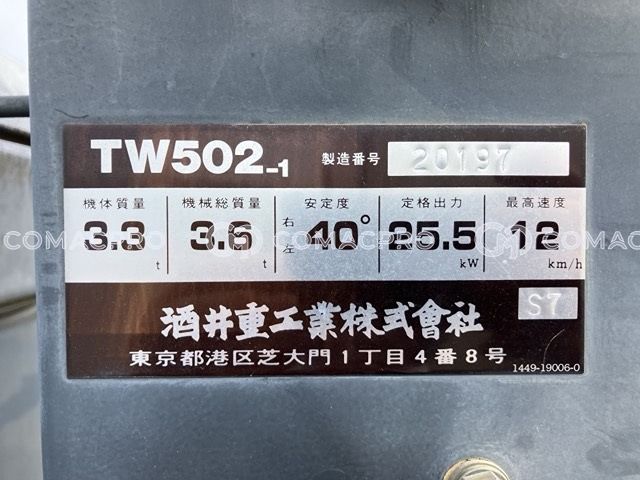 TW502-1 製造番号 20197
機体質量 機械総質量 安定度 定格出力 最高速度
3.3 t 3.6 t 右左 40° 25.5 kW 12 km/h
S7
酒井重工業株式會社
東京都港区芝大門1丁目4番8号
1449-19006-0
COMACPRO COMACPRO COMACPRO